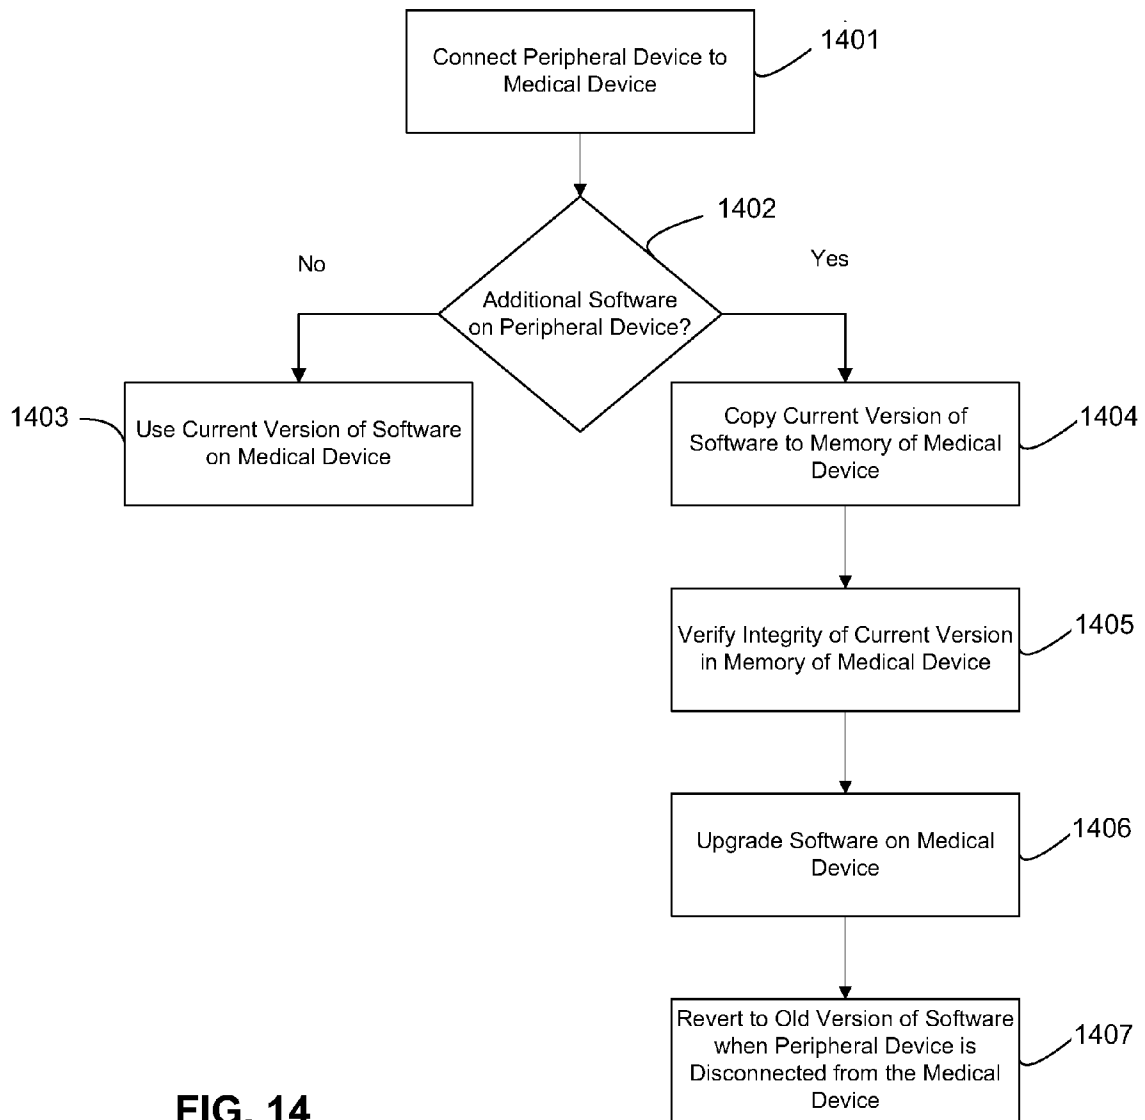 Connect Peripheral Device to
Medical Device
1401
1402
No
Yes
Additional Software
on Peripheral Device?
1403
Use Current Version of Software
on Medical Device
Copy Current Version of
Software to Memory of Medical
Device
1404
Verify Integrity of Current Version
in Memory of Medical Device
1405
Upgrade Software on Medical
Device
1406
Revert to Old Version of Software
when Peripheral Device is
Disconnected from the Medical
Device
1407
FIG. 14